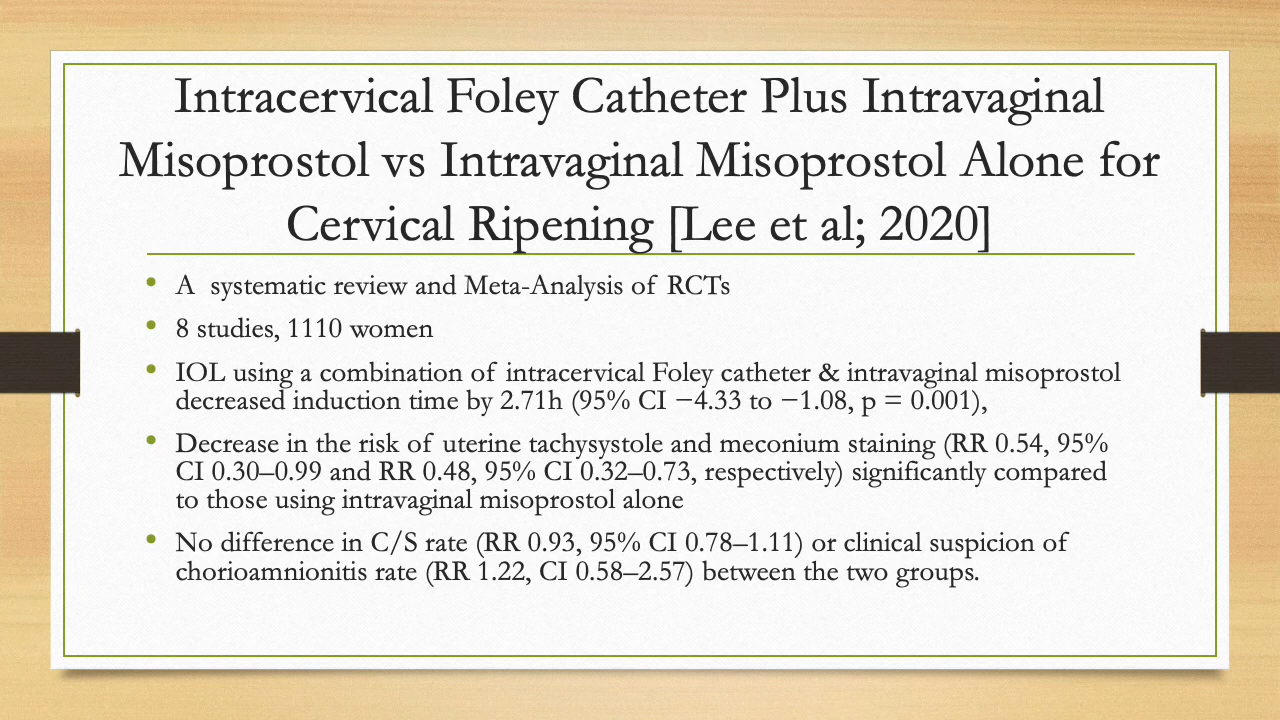 Intracervical Foley Catheter Plus Intravaginal
Misoprostol vs Intravaginal Misoprostol Alone for
Cervical Ripening [Lee et al; 2020]
• A  systematic review and Meta-Analysis of RCTs
• 8 studies, 1110 women
• IOL using a combination of intracervical Foley catheter & intravaginal misoprostol
decreased induction time by 2.71h (95% CI −4.33 to −1.08, p = 0.001),
• Decrease in the risk of uterine tachysystole and meconium staining (RR 0.54, 95%
CI 0.30–0.99 and RR 0.48, 95% CI 0.32–0.73, respectively) significantly compared
to those using intravaginal misoprostol alone
• No difference in C/S rate (RR 0.93, 95% CI 0.78–1.11) or clinical suspicion of
chorioamnionitis rate (RR 1.22, CI 0.58–2.57) between the two groups.